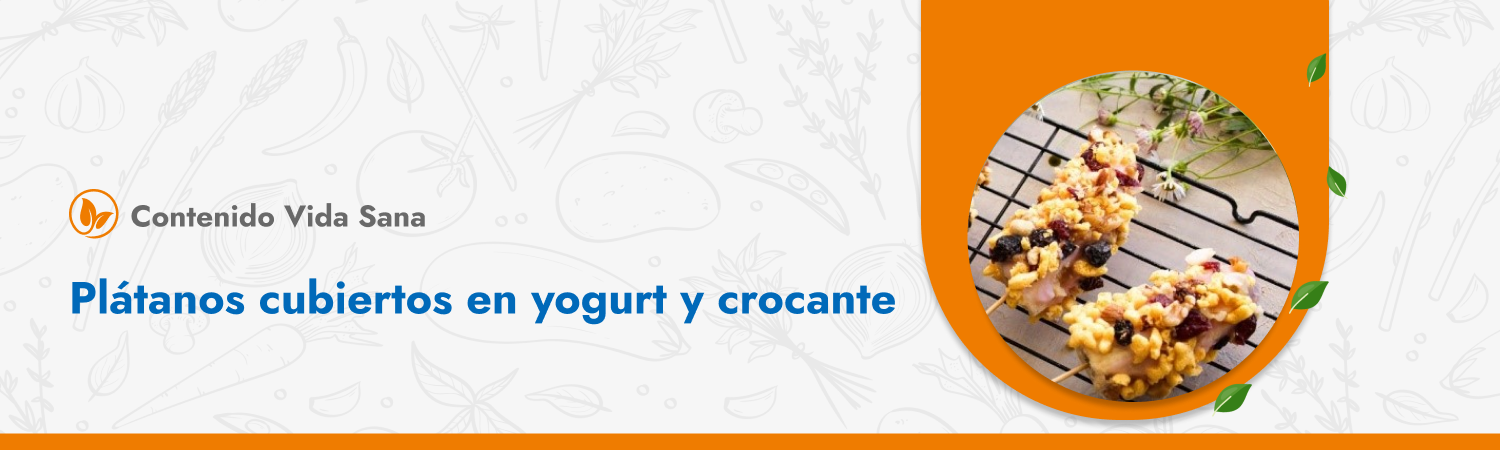 Contenido Vida Sana
Plátanos cubiertos en yogurt y crocante